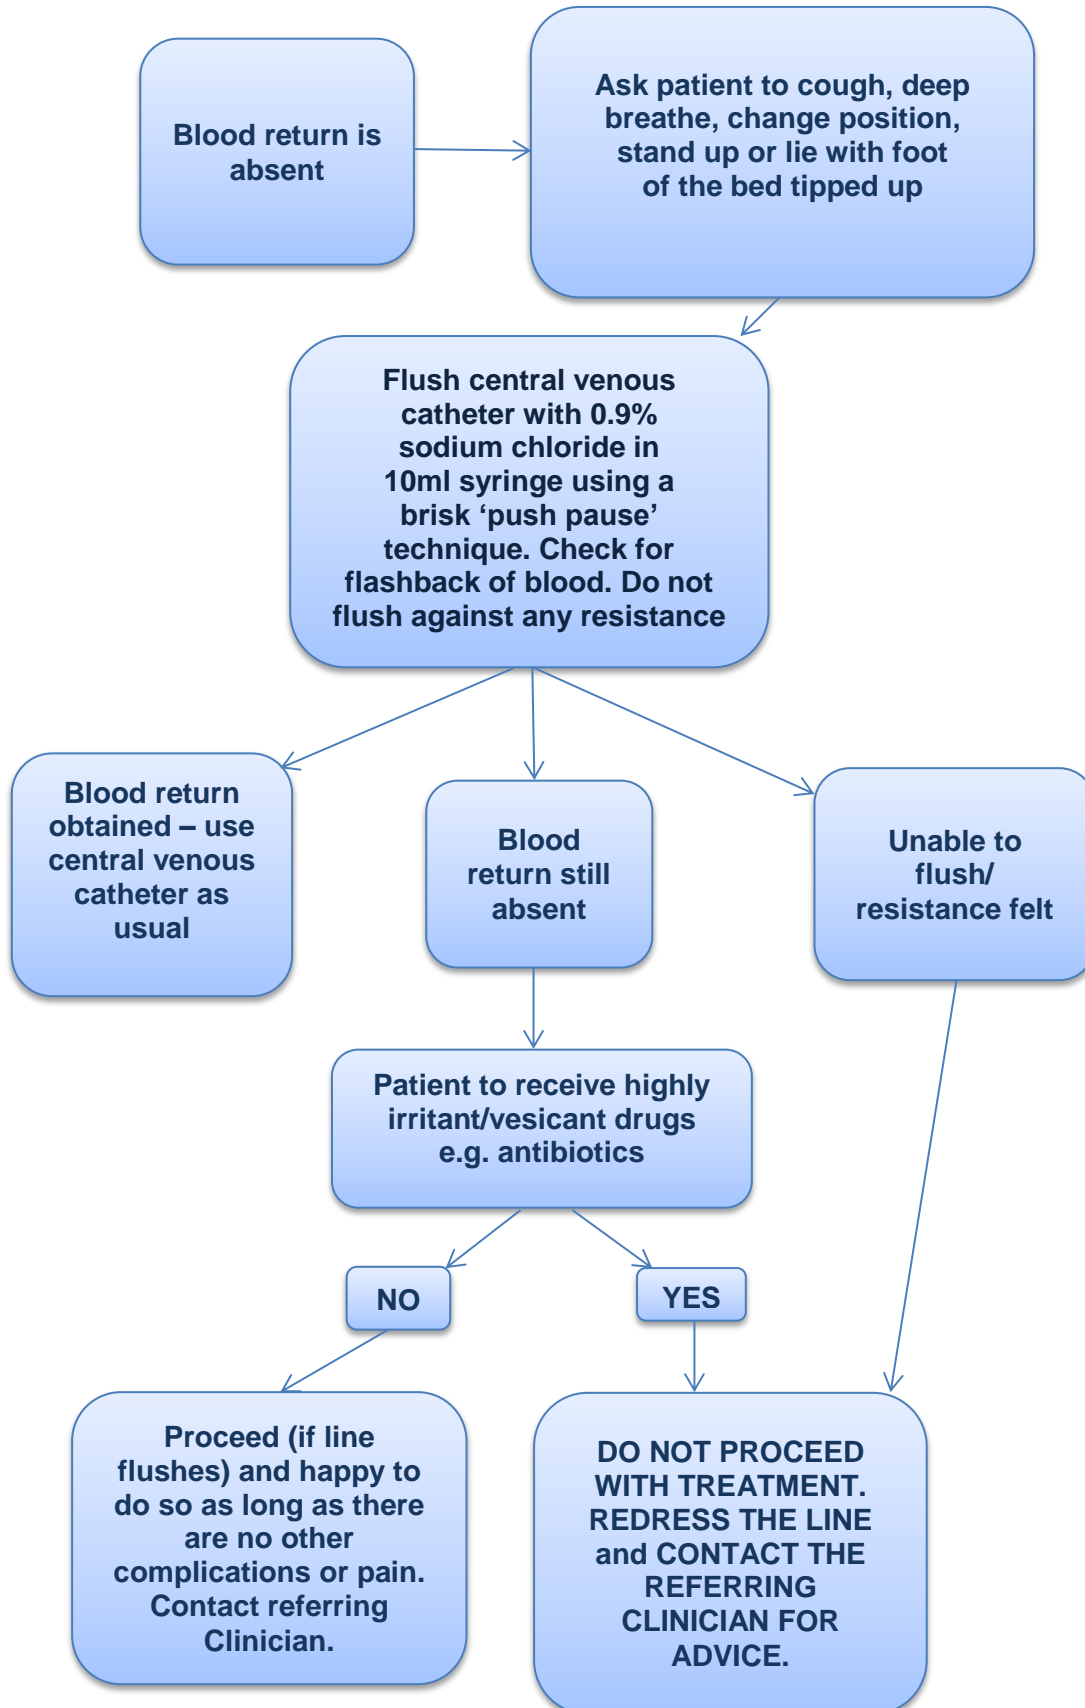 Blood return is
absent
Ask patient to cough, deep
breathe, change position,
stand up or lie with foot
of the bed tipped up
Flush central venous
catheter with 0.9%
sodium chloride in
10ml syringe using a
brisk ‘push pause’
technique. Check for
flashback of blood. Do not
flush against any resistance
Blood return
obtained – use
central venous
catheter as
usual
Blood
return still
absent
Unable to
flush/
resistance felt
Patient to receive highly
irritant/vesicant drugs
e.g. antibiotics
NO
YES
Proceed (if line
flushes) and happy to
do so as long as there
are no other
complications or pain.
Contact referring
Clinician.
DO NOT PROCEED
WITH TREATMENT.
REDRESS THE LINE
and CONTACT THE
REFERRING
CLINICIAN FOR
ADVICE.